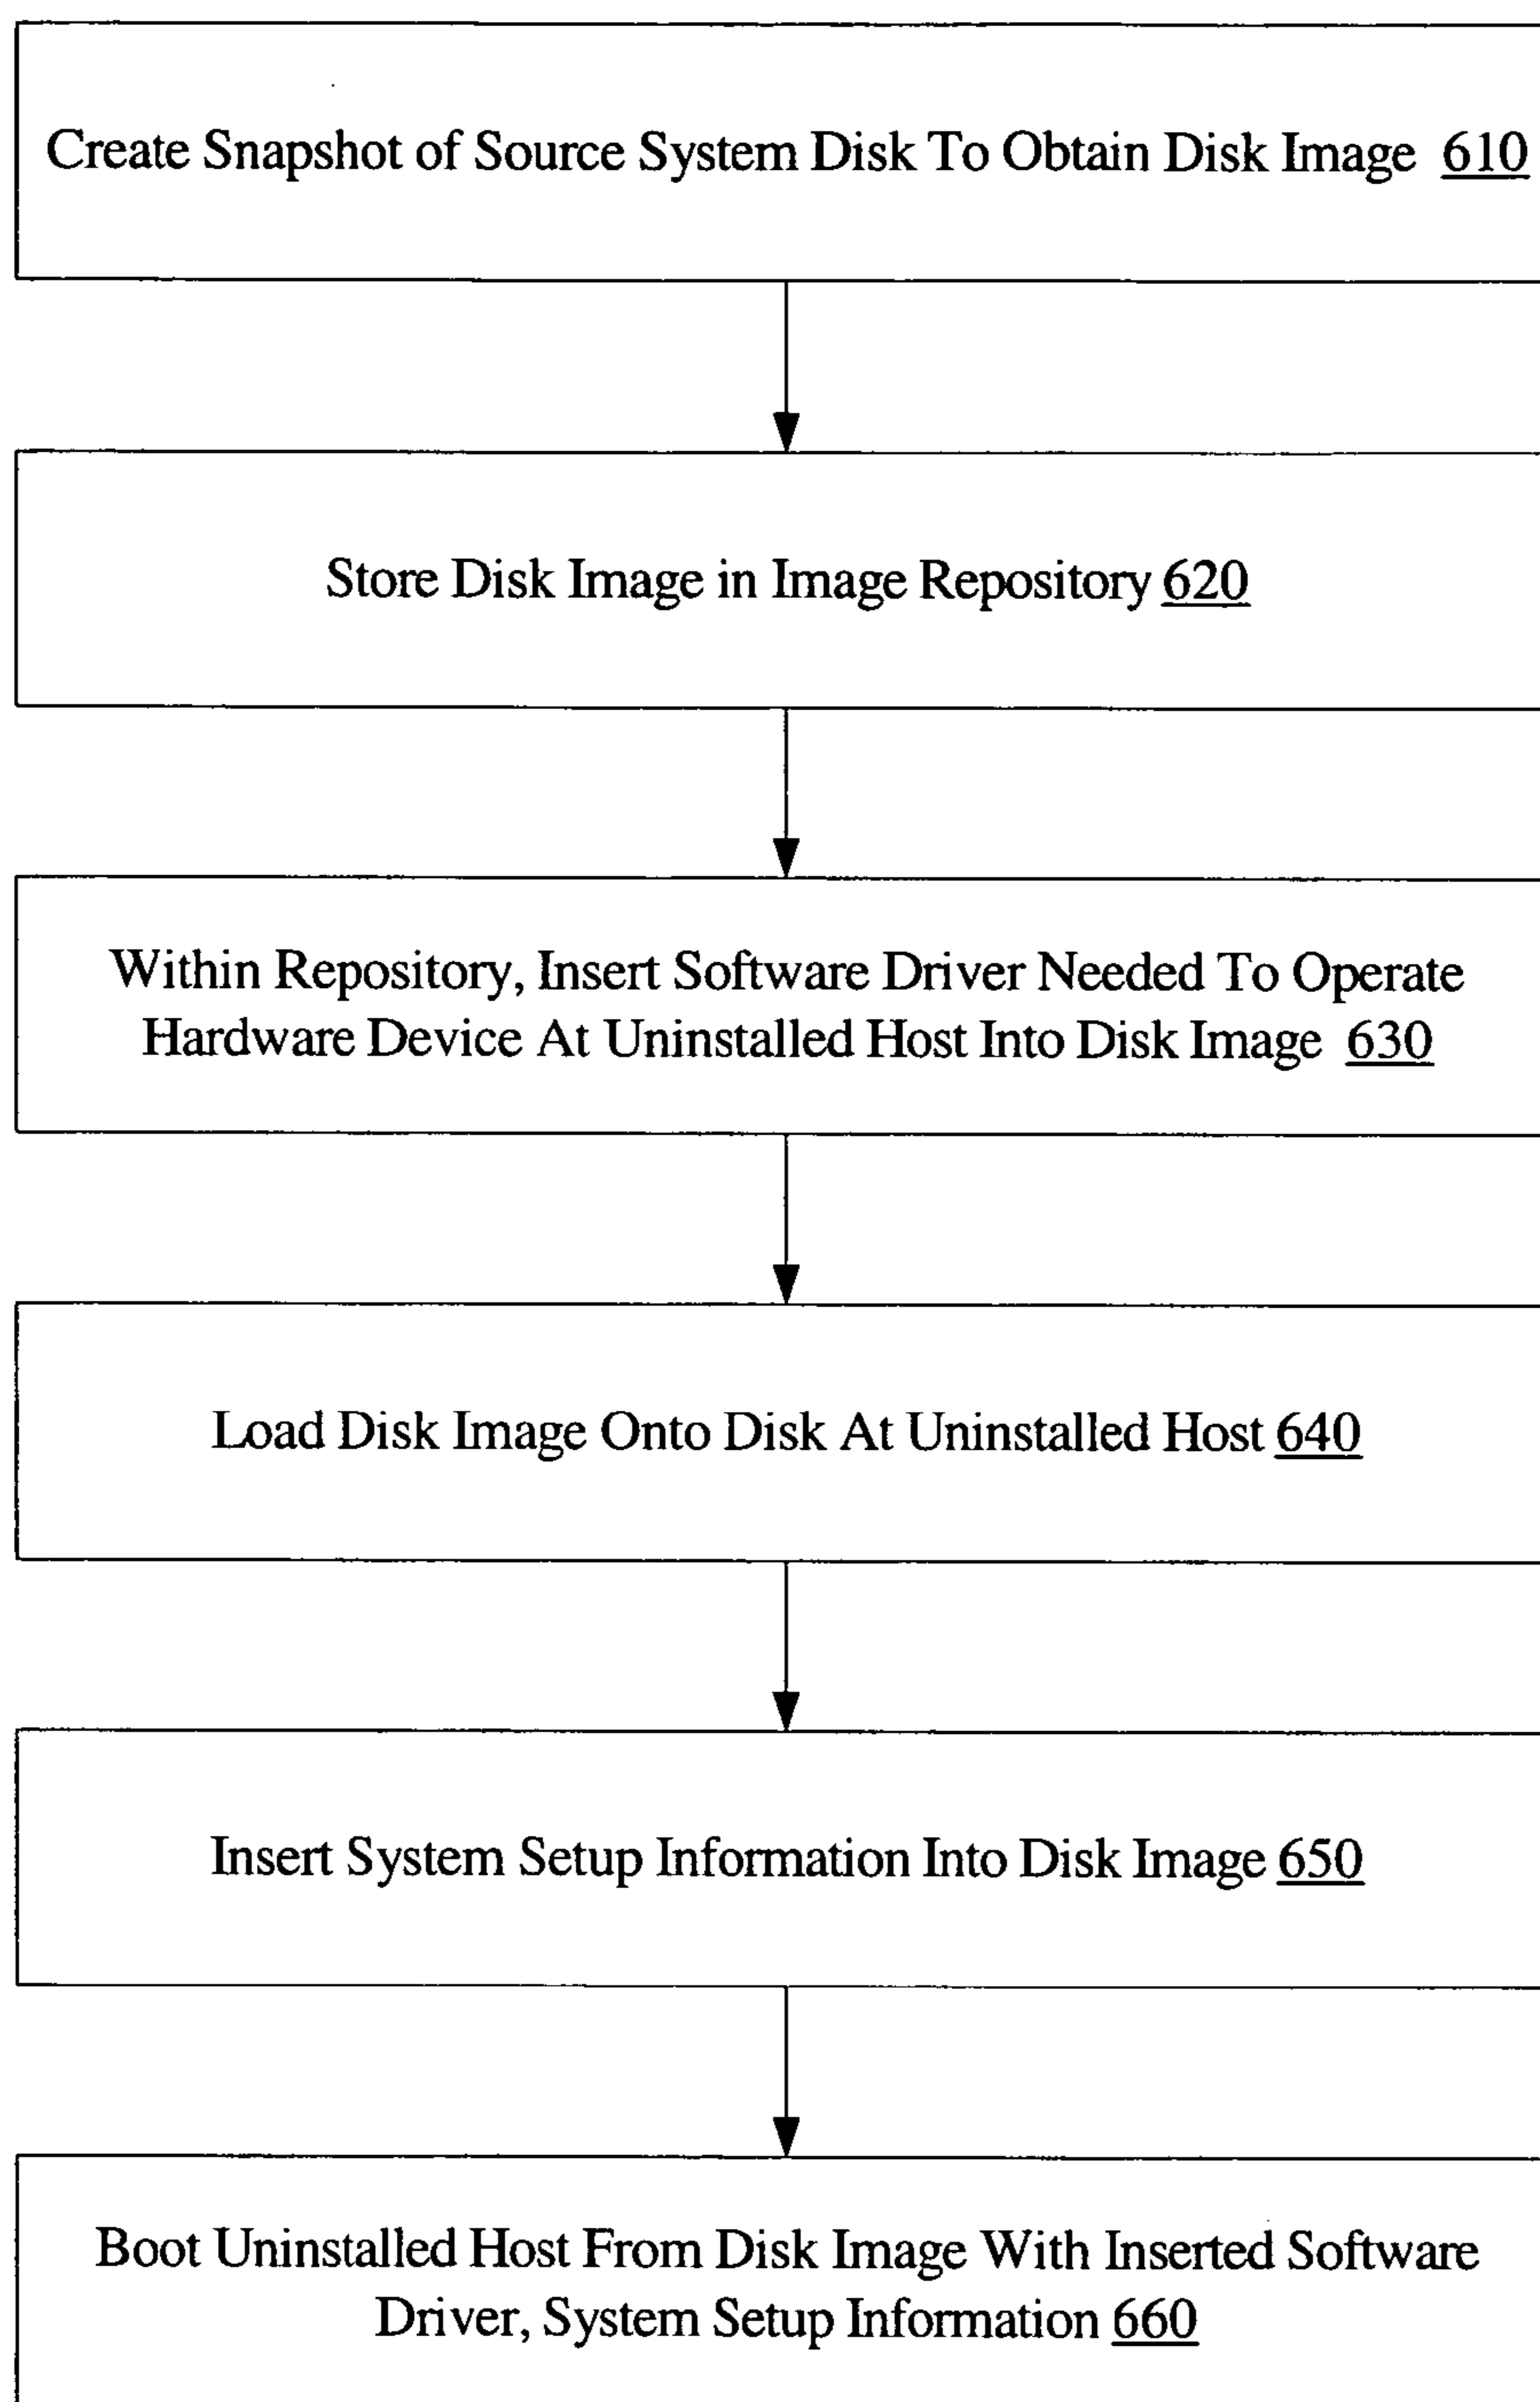 Create Snapshot of Source System Disk To Obtain Disk Image 610
Store Disk Image in Image Repository 620
Within Repository, Insert Software Driver Needed To Operate
Hardware Device At Uninstalled Host Into Disk Image 630
Load Disk Image Onto Disk At Uninstalled Host 640
Insert System Setup Information Into Disk Image 650
Boot Uninstalled Host From Disk Image With Inserted Software
Driver, System Setup Information 660